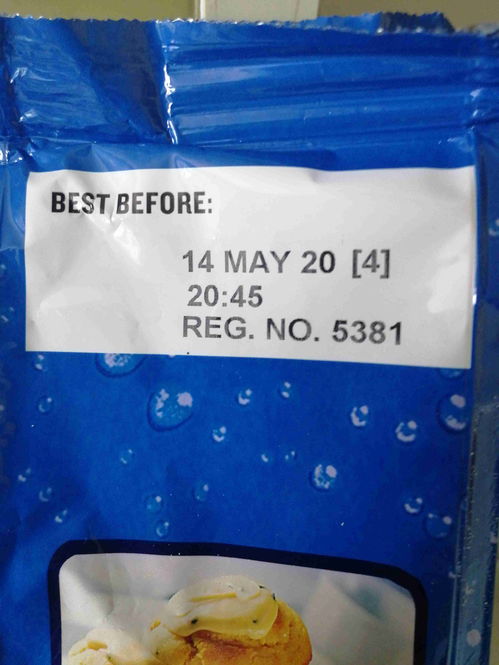 BEST BEFORE:
14 MAY 20 [4]
20:45
REG. NO. 5381